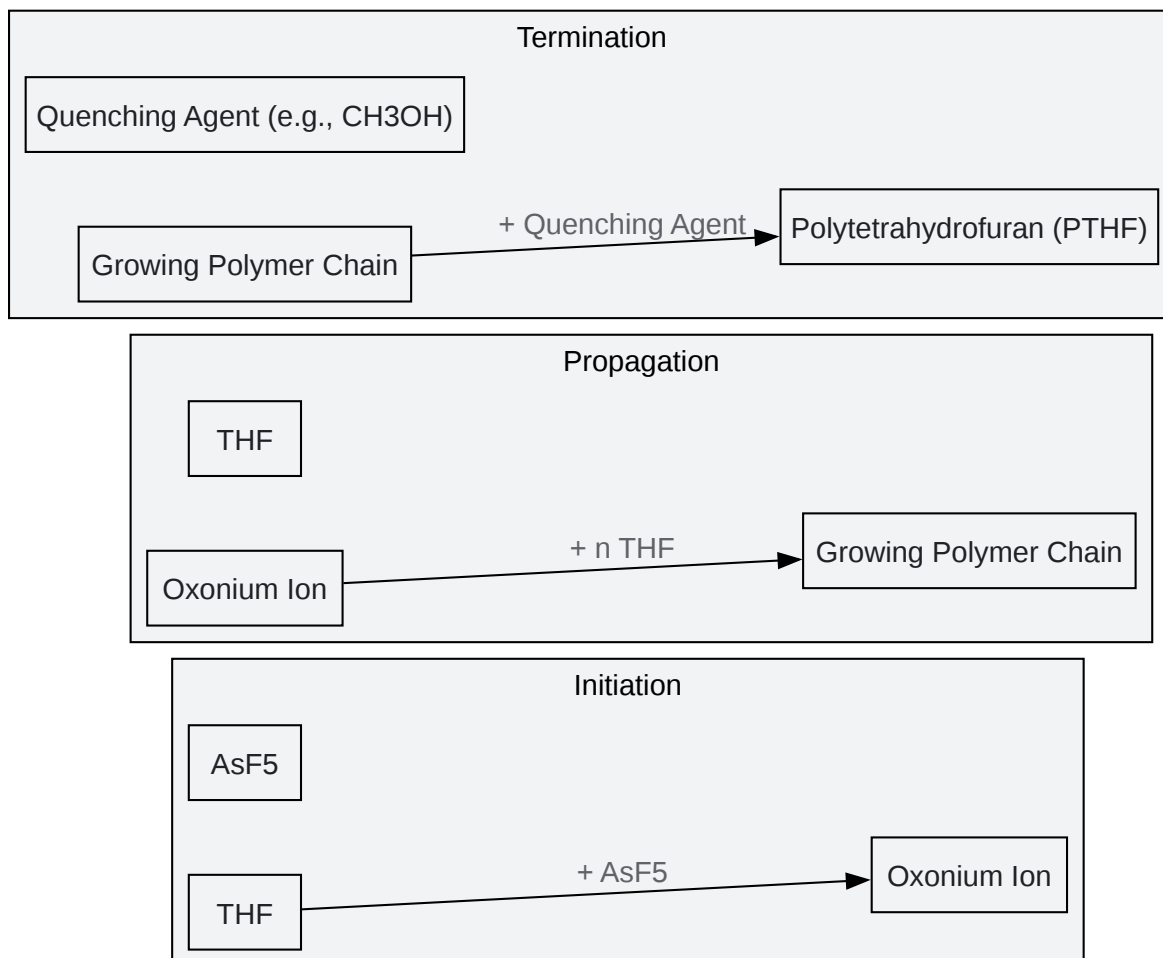 Termination
Quenching Agent (e.g., CH3OH)
+ Quenching Agent
Polytetrahydrofuran (PTHF)
Growing Polymer Chain
Propagation
THF
+ n THF
Growing Polymer Chain
Oxonium Ion
Initiation
AsF5
+ AsF5
Oxonium Ion
THF